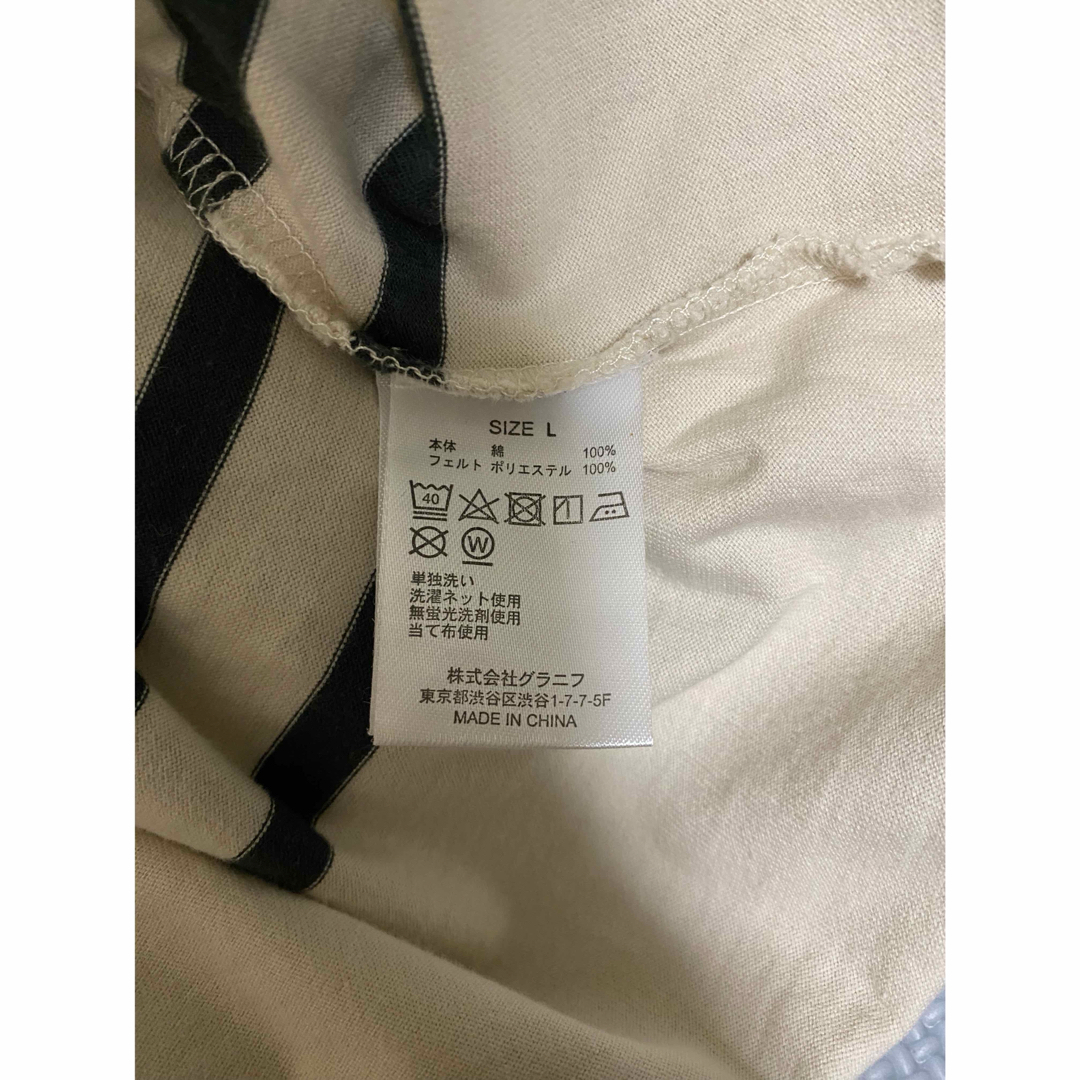 SIZE L
本体 綿 100%
フェルト ポリエステル 100%
40
W
単独洗い
洗濯ネット使用
無蛍光洗剤使用
当て布使用
株式会社グラニフ
東京都渋谷区渋谷1-7-7-5F
MADE IN CHINA